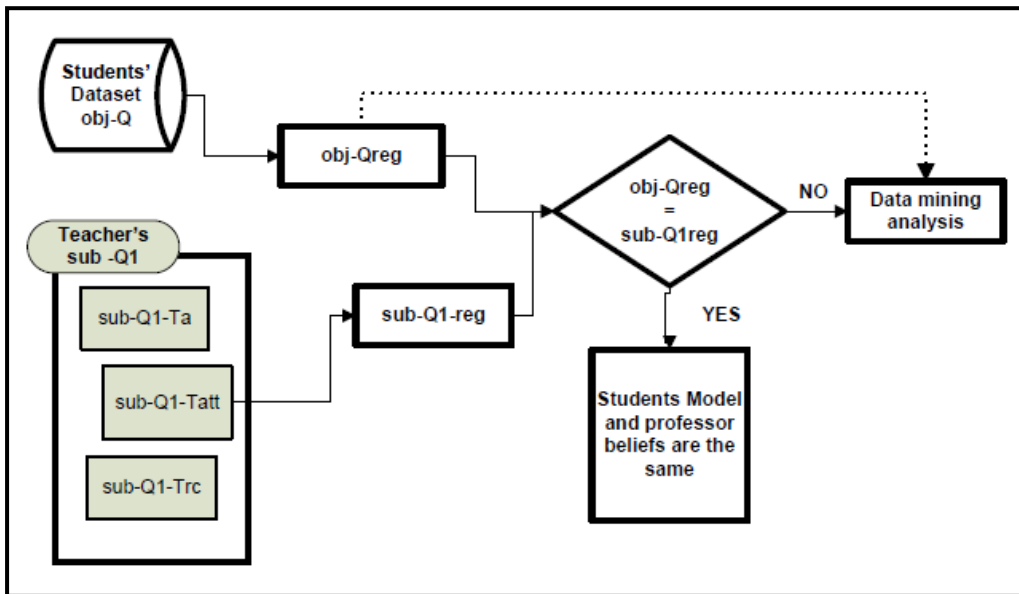 Students'
Dataset
obj-Q
obj-Qreg
obj-Qreg
=
sub-Q1reg
NO
Data mining
analysis
Teacher's
sub -Q1
sub-Q1-Ta
sub-Q1-Tatt
sub-Q1-Trc
sub-Q1-reg
YES
Students Model
and professor
beliefs are the
same